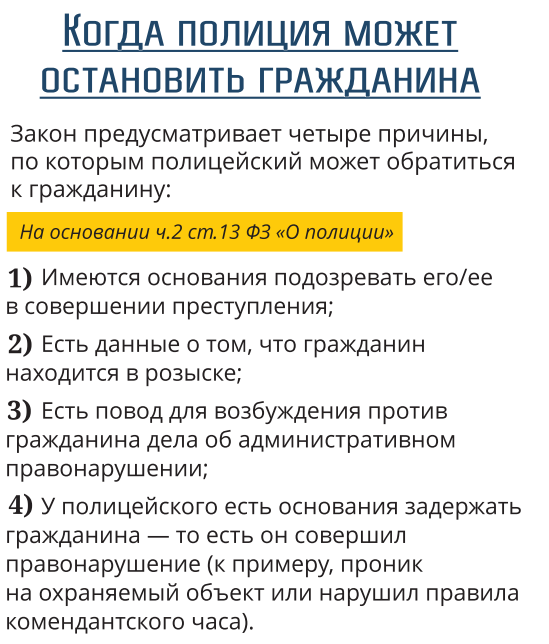 Когда полиция может
остановить гражданина
Закон предусматривает четыре причины,
по которым полицейский может обратиться
к гражданину:
На основании ч.2 ст.13 ФЗ «О полиции»
1) Имеются основания подозревать его/ее
в совершении преступления;
2) Есть данные о том, что гражданин
находится в розыске;
3) Есть повод для возбуждения против
гражданина дела об административном
правонарушении;
4) У полицейского есть основания задержать
гражданина — то есть он совершил
правонарушение (к примеру, проник
на охраняемый объект или нарушил правила
комендантского часа).